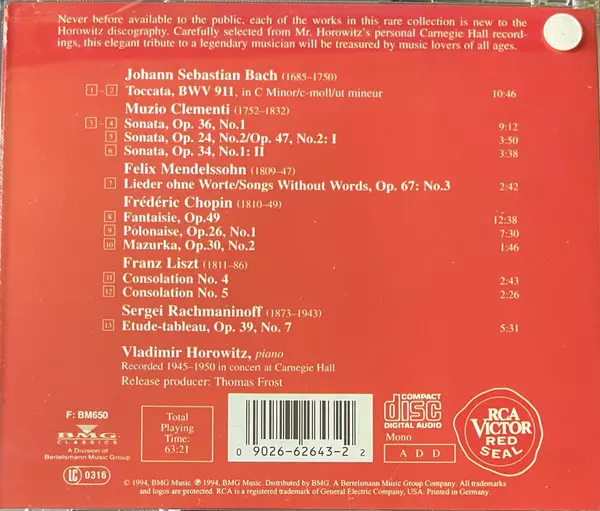 Never before available to the public, each of the works in this rare collection is new to the
Horowitz discography. Carefully selected from Mr. Horowitz's personal Carnegie Hall record-
ings, this elegant tribute to a legendary musician will be treasured by music lovers of all ages.
Johann Sebastian Bach (1685–1750)
1 – 2 Toccata, BWV 911, in C Minor/c-moll/ut mineur 10:46
Muzio Clementi (1752–1832)
3 – 4 Sonata, Op. 36, No.1 9:12
5 Sonata, Op. 24, No.2/Op. 47, No.2: I 3:50
6 Sonata, Op. 34, No.1: II 3:38
Felix Mendelssohn (1809–47)
7 Lieder ohne Worte/Songs Without Words, Op. 67: No.3 2:42
Frédéric Chopin (1810–49)
8 Fantaisie, Op.49 12:38
9 Polonaise, Op.26, No.1 7:30
10 Mazurka, Op.30, No.2 1:46
Franz Liszt (1811–86)
11 Consolation No. 4 2:43
12 Consolation No. 5 2:26
Sergei Rachmaninoff (1873–1943)
13 Etude-tableau, Op. 39, No. 7 5:31
Vladimir Horowitz, piano
Recorded 1945–1950 in concert at Carnegie Hall
Release producer: Thomas Frost
F: BM650
BMG
CLASSICS
A Division of
Bertelsmann Music Group
LC 0316
Total
Playing
Time:
63:21
0 9026-62643-2 2
COMPACT
disc
DIGITAL AUDIO
Mono
A D D
RCA
VICTOR
RED
SEAL
© 1994, BMG Music. ℗ 1994, BMG Music. Distributed by BMG. A Bertelsmann Music Group Company. All trademarks
and logos are protected. RCA is a registered trademark of General Electric Company, USA. Printed in Germany.